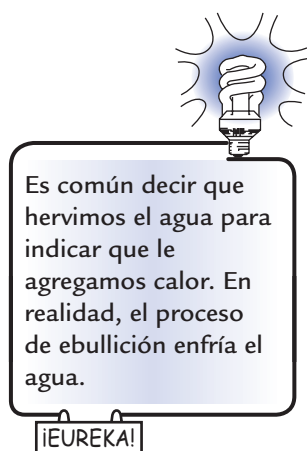 Es común decir que
hervimos el agua para
indicar que le
agregamos calor. En
realidad, el proceso
de ebullición enfría el
agua.
¡EUREKA!